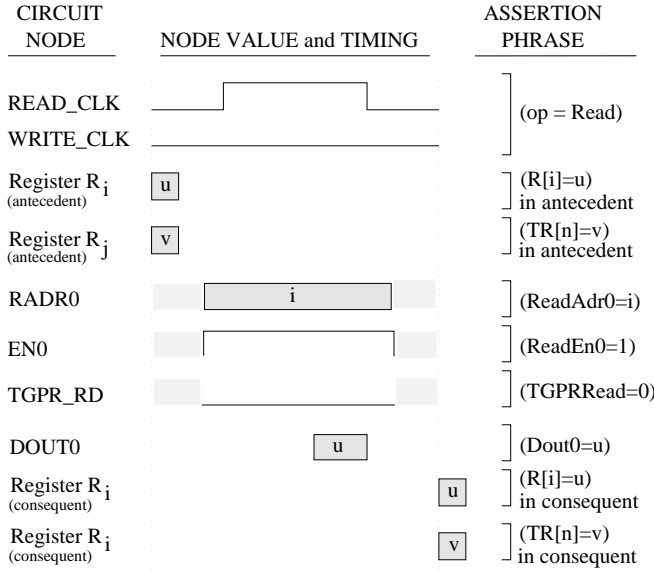 CIRCUIT NODE NODE VALUE and TIMING ASSERTION PHRASE
READ_CLK
WRITE_CLK
(op = Read)
Register R i u (R[i]=u)
(antecedent) in antecedent
Register R j v (TR[n]=v)
(antecedent) in antecedent
RADR0 i (ReadAdr0=i)
EN0 (ReadEn0=1)
TGPR_RD (TGPRRead=0)
DOUT0 u (Dout0=u)
Register R i u (R[i]=u)
(consequent) in consequent
Register R i v (TR[n]=v)
(consequent) in consequent